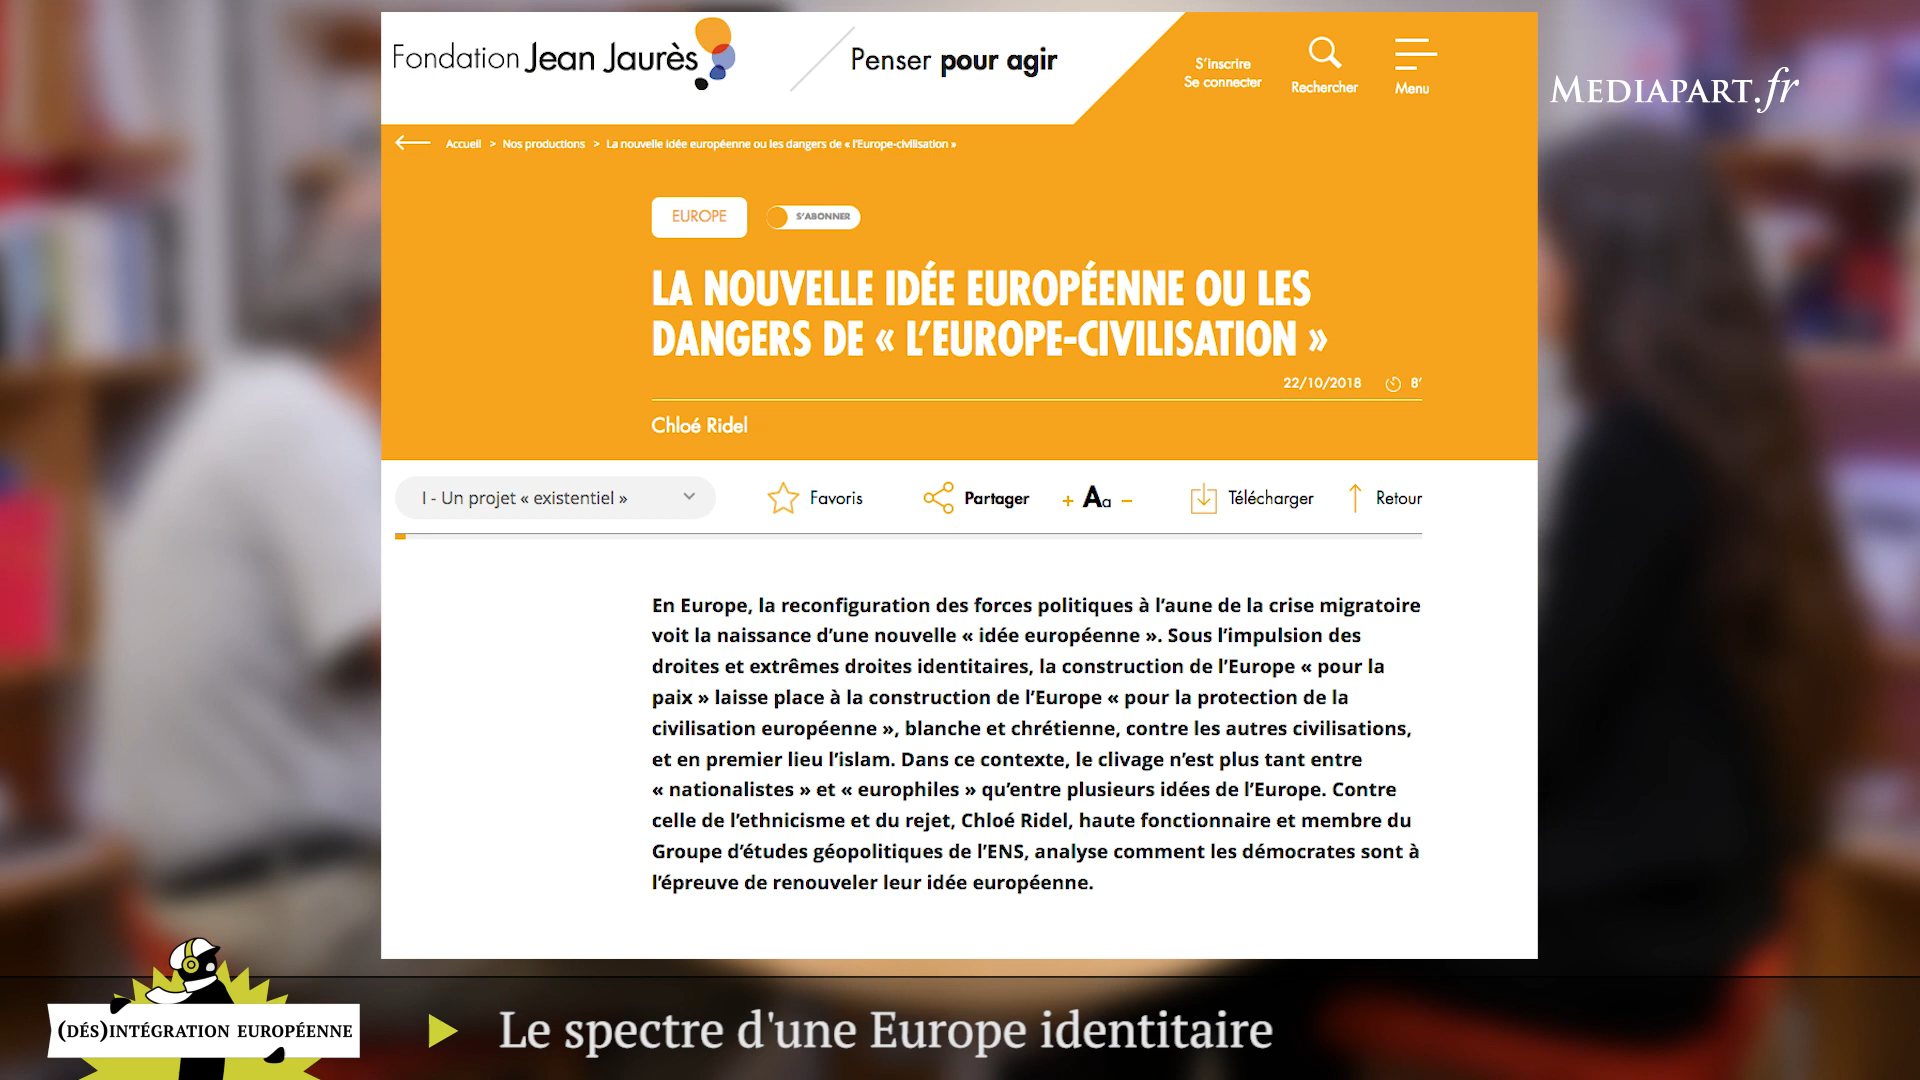 Fondation Jean Jaurès
Penser pour agir
S'inscrire
Se connecter
Rechercher
Menu
MEDIAPART.fr
Accueil > Nos productions > La nouvelle idée européenne ou les dangers de « l'Europe-civilisation »
EUROPE
S'ABONNER
LA NOUVELLE IDÉE EUROPÉENNE OU LES
DANGERS DE « L'EUROPE-CIVILISATION »
22/10/2018 8'
Chloé Ridel
I - Un projet « existentiel »
Favoris
Partager
+ Aa -
Télécharger
Retour
En Europe, la reconfiguration des forces politiques à l'aune de la crise migratoire
voit la naissance d'une nouvelle « idée européenne ». Sous l'impulsion des
droites et extrêmes droites identitaires, la construction de l'Europe « pour la
paix » laisse place à la construction de l'Europe « pour la protection de la
civilisation européenne », blanche et chrétienne, contre les autres civilisations,
et en premier lieu l'islam. Dans ce contexte, le clivage n'est plus tant entre
« nationalistes » et « europhiles » qu'entre plusieurs idées de l'Europe. Contre
celle de l'ethnicisme et du rejet, Chloé Ridel, haute fonctionnaire et membre du
Groupe d'études géopolitiques de l'ENS, analyse comment les démocrates sont à
l'épreuve de renouveler leur idée européenne.
(DÉS)INTÉGRATION EUROPÉENNE
Le spectre d'une Europe identitaire